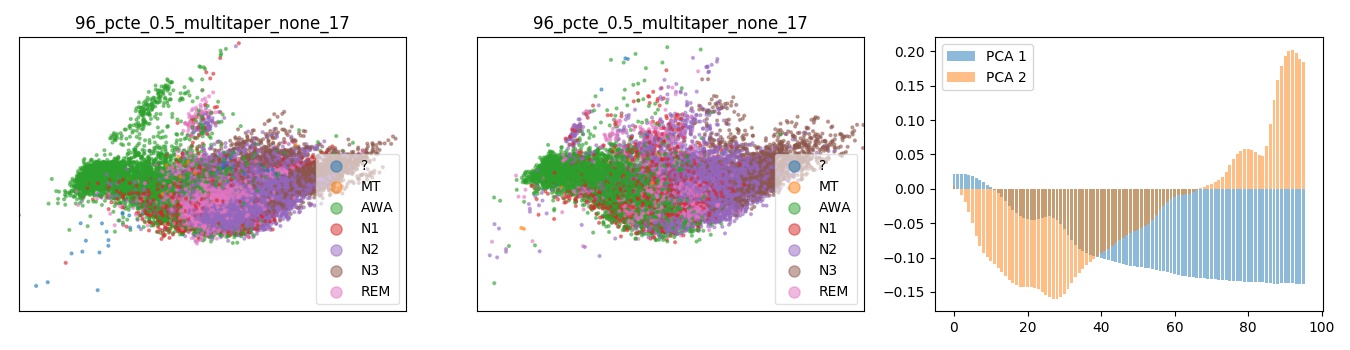 96_pcte_0.5_multitaper_none_17
?
MT
AWA
N1
N2
N3
REM
96_pcte_0.5_multitaper_none_17
?
MT
AWA
N1
N2
N3
REM
PCA 1
PCA 2
0.20
0.15
0.10
0.05
0.00
−0.05
−0.10
−0.15
0 20 40 60 80 100